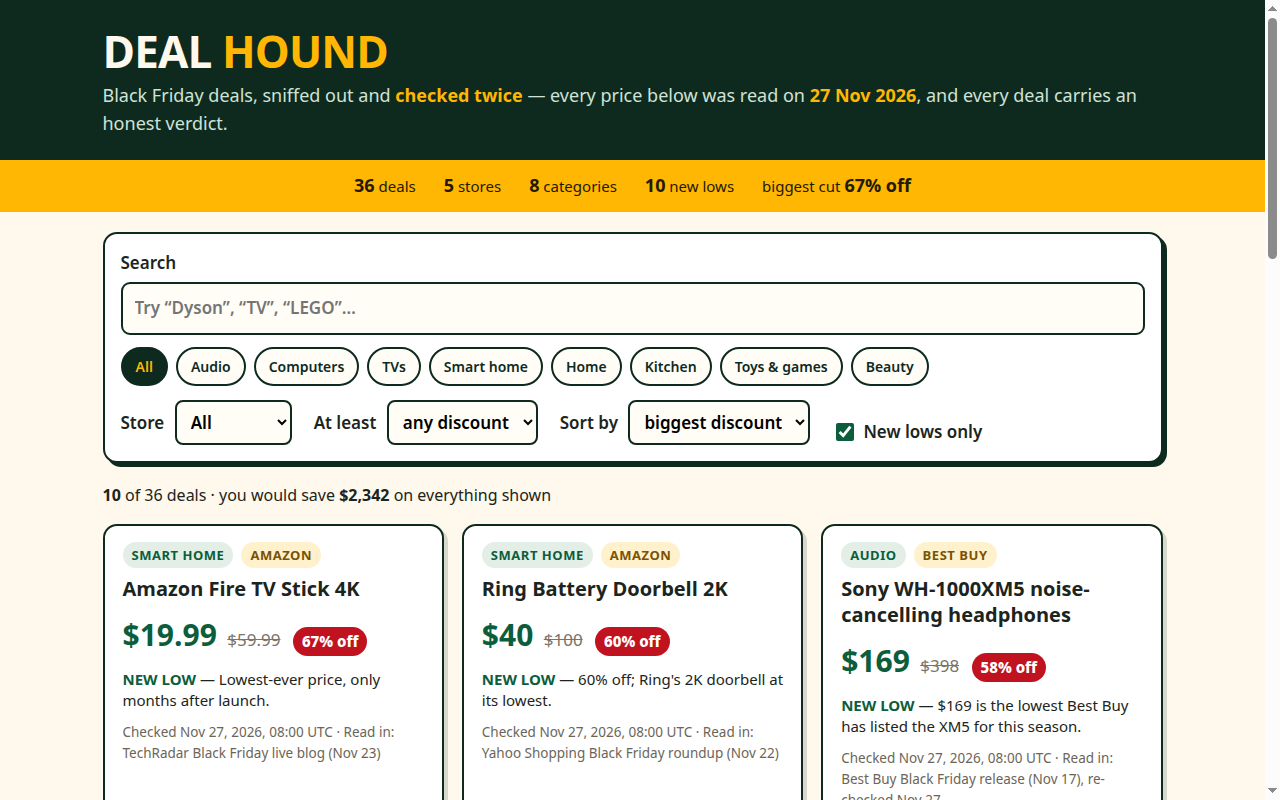 DEAL HOUND
Black Friday deals, sniffed out and checked twice — every price below was read on 27 Nov 2026, and every deal carries an
honest verdict.
36 deals 5 stores 8 categories 10 new lows biggest cut 67% off
Search
Try “Dyson”, “TV”, “LEGO”…
All Audio Computers TVs Smart home Home Kitchen Toys & games Beauty
Store All At least any discount Sort by biggest discount New lows only
10 of 36 deals · you would save $2,342 on everything shown
SMART HOME AMAZON
Amazon Fire TV Stick 4K
$19.99 $59.99 67% off
NEW LOW — Lowest-ever price, only
months after launch.
Checked Nov 27, 2026, 08:00 UTC · Read in:
TechRadar Black Friday live blog (Nov 23)
SMART HOME AMAZON
Ring Battery Doorbell 2K
$40 $100 60% off
NEW LOW — 60% off; Ring's 2K doorbell at
its lowest.
Checked Nov 27, 2026, 08:00 UTC · Read in:
Yahoo Shopping Black Friday roundup (Nov 22)
AUDIO BEST BUY
Sony WH-1000XM5 noise-
cancelling headphones
$169 $398 58% off
NEW LOW — $169 is the lowest Best Buy
has listed the XM5 for this season.
Checked Nov 27, 2026, 08:00 UTC · Read in:
Best Buy Black Friday release (Nov 17), re-
checked Nov 27